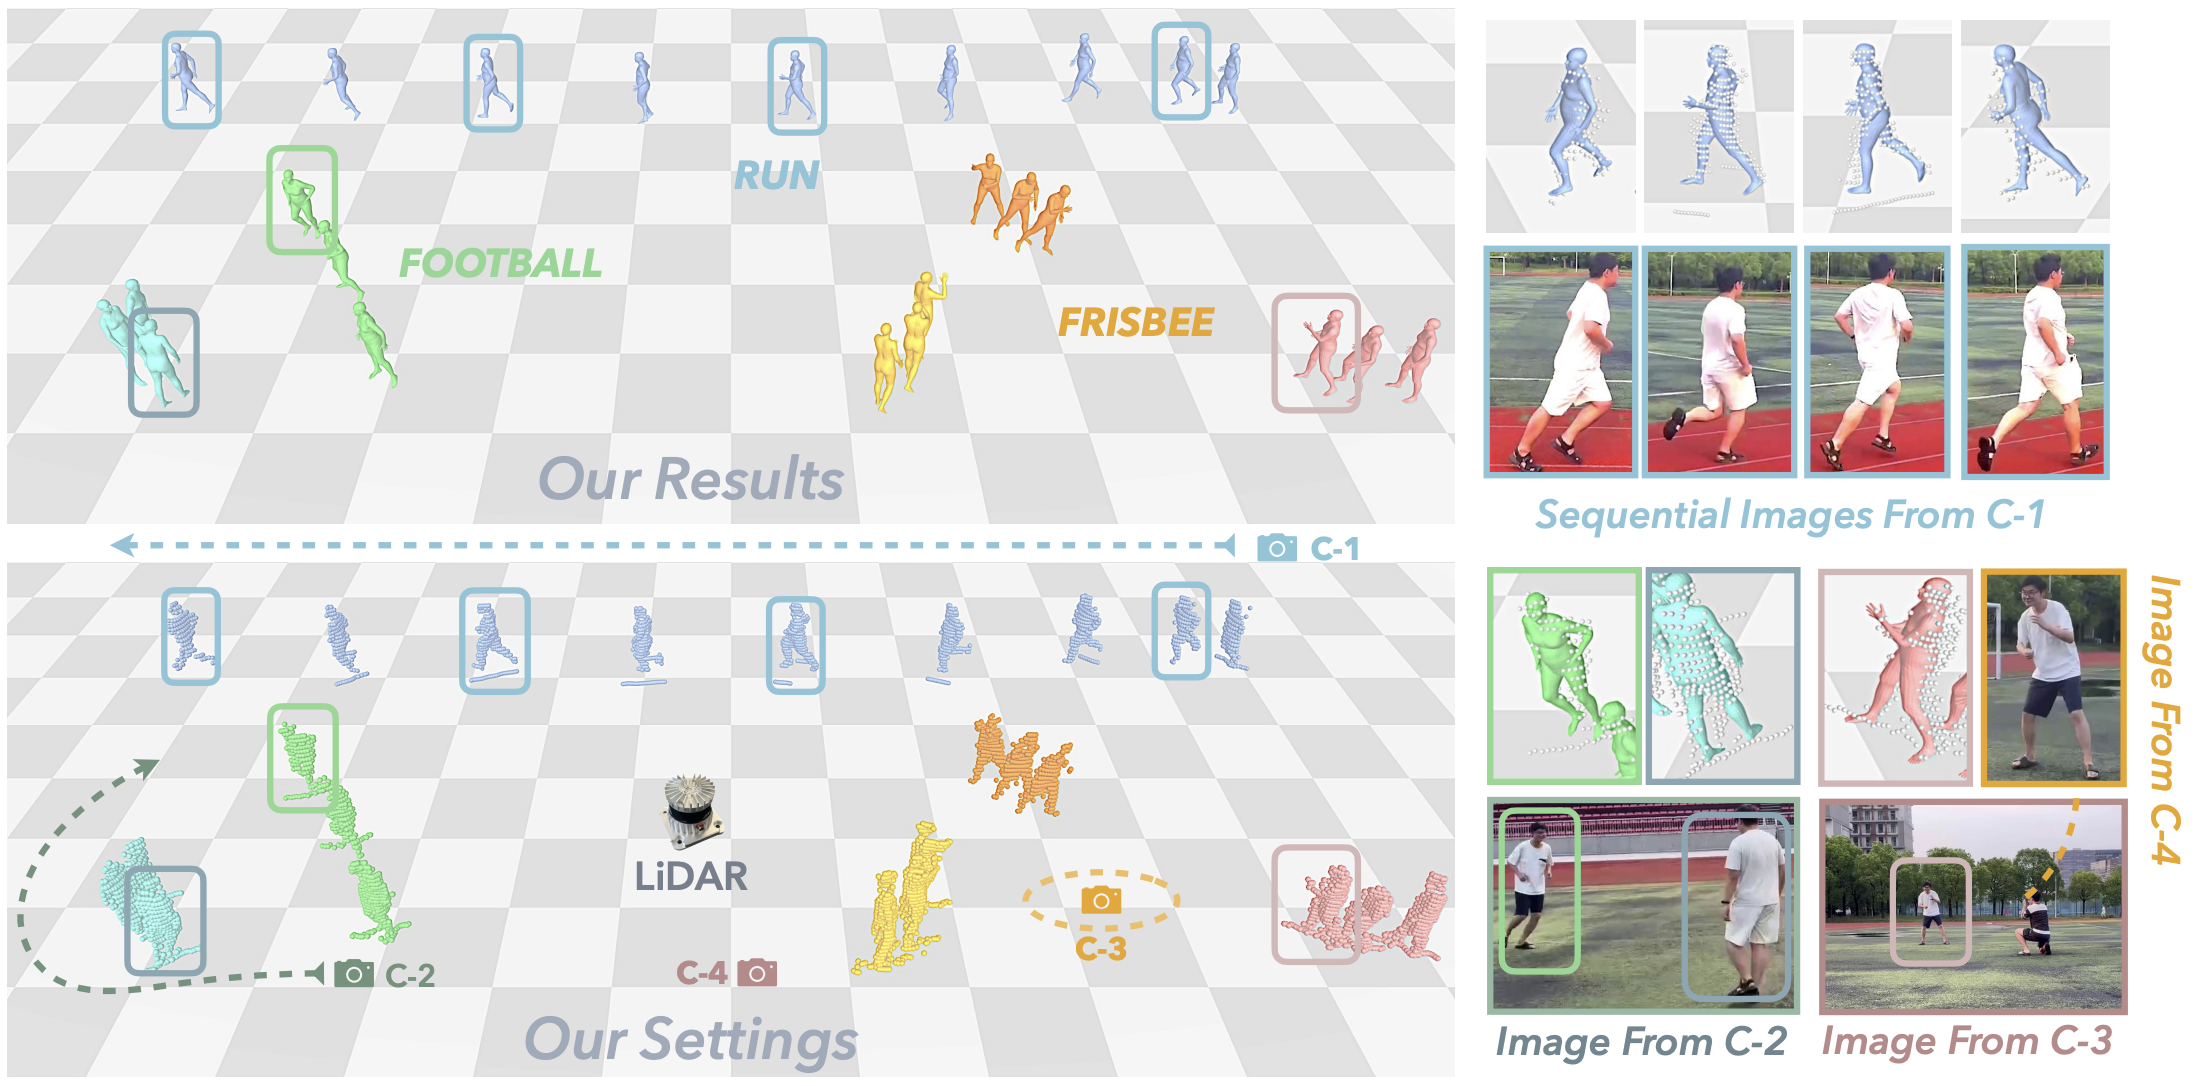 RUN
FOOTBALL
FRISBEE
Our Results
C-1
Sequential Images From C-1
LiDAR
C-3
C-2
C-4
Our Settings
Image From C-4
Image From C-2
Image From C-3